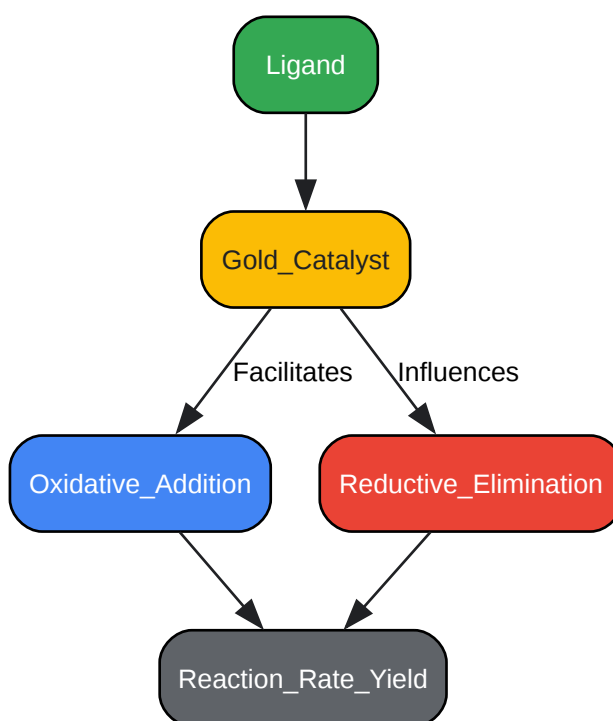 Ligand
Gold_Catalyst
Facilitates
Influences
Oxidative_Addition
Reductive_Elimination
Reaction_Rate_Yield